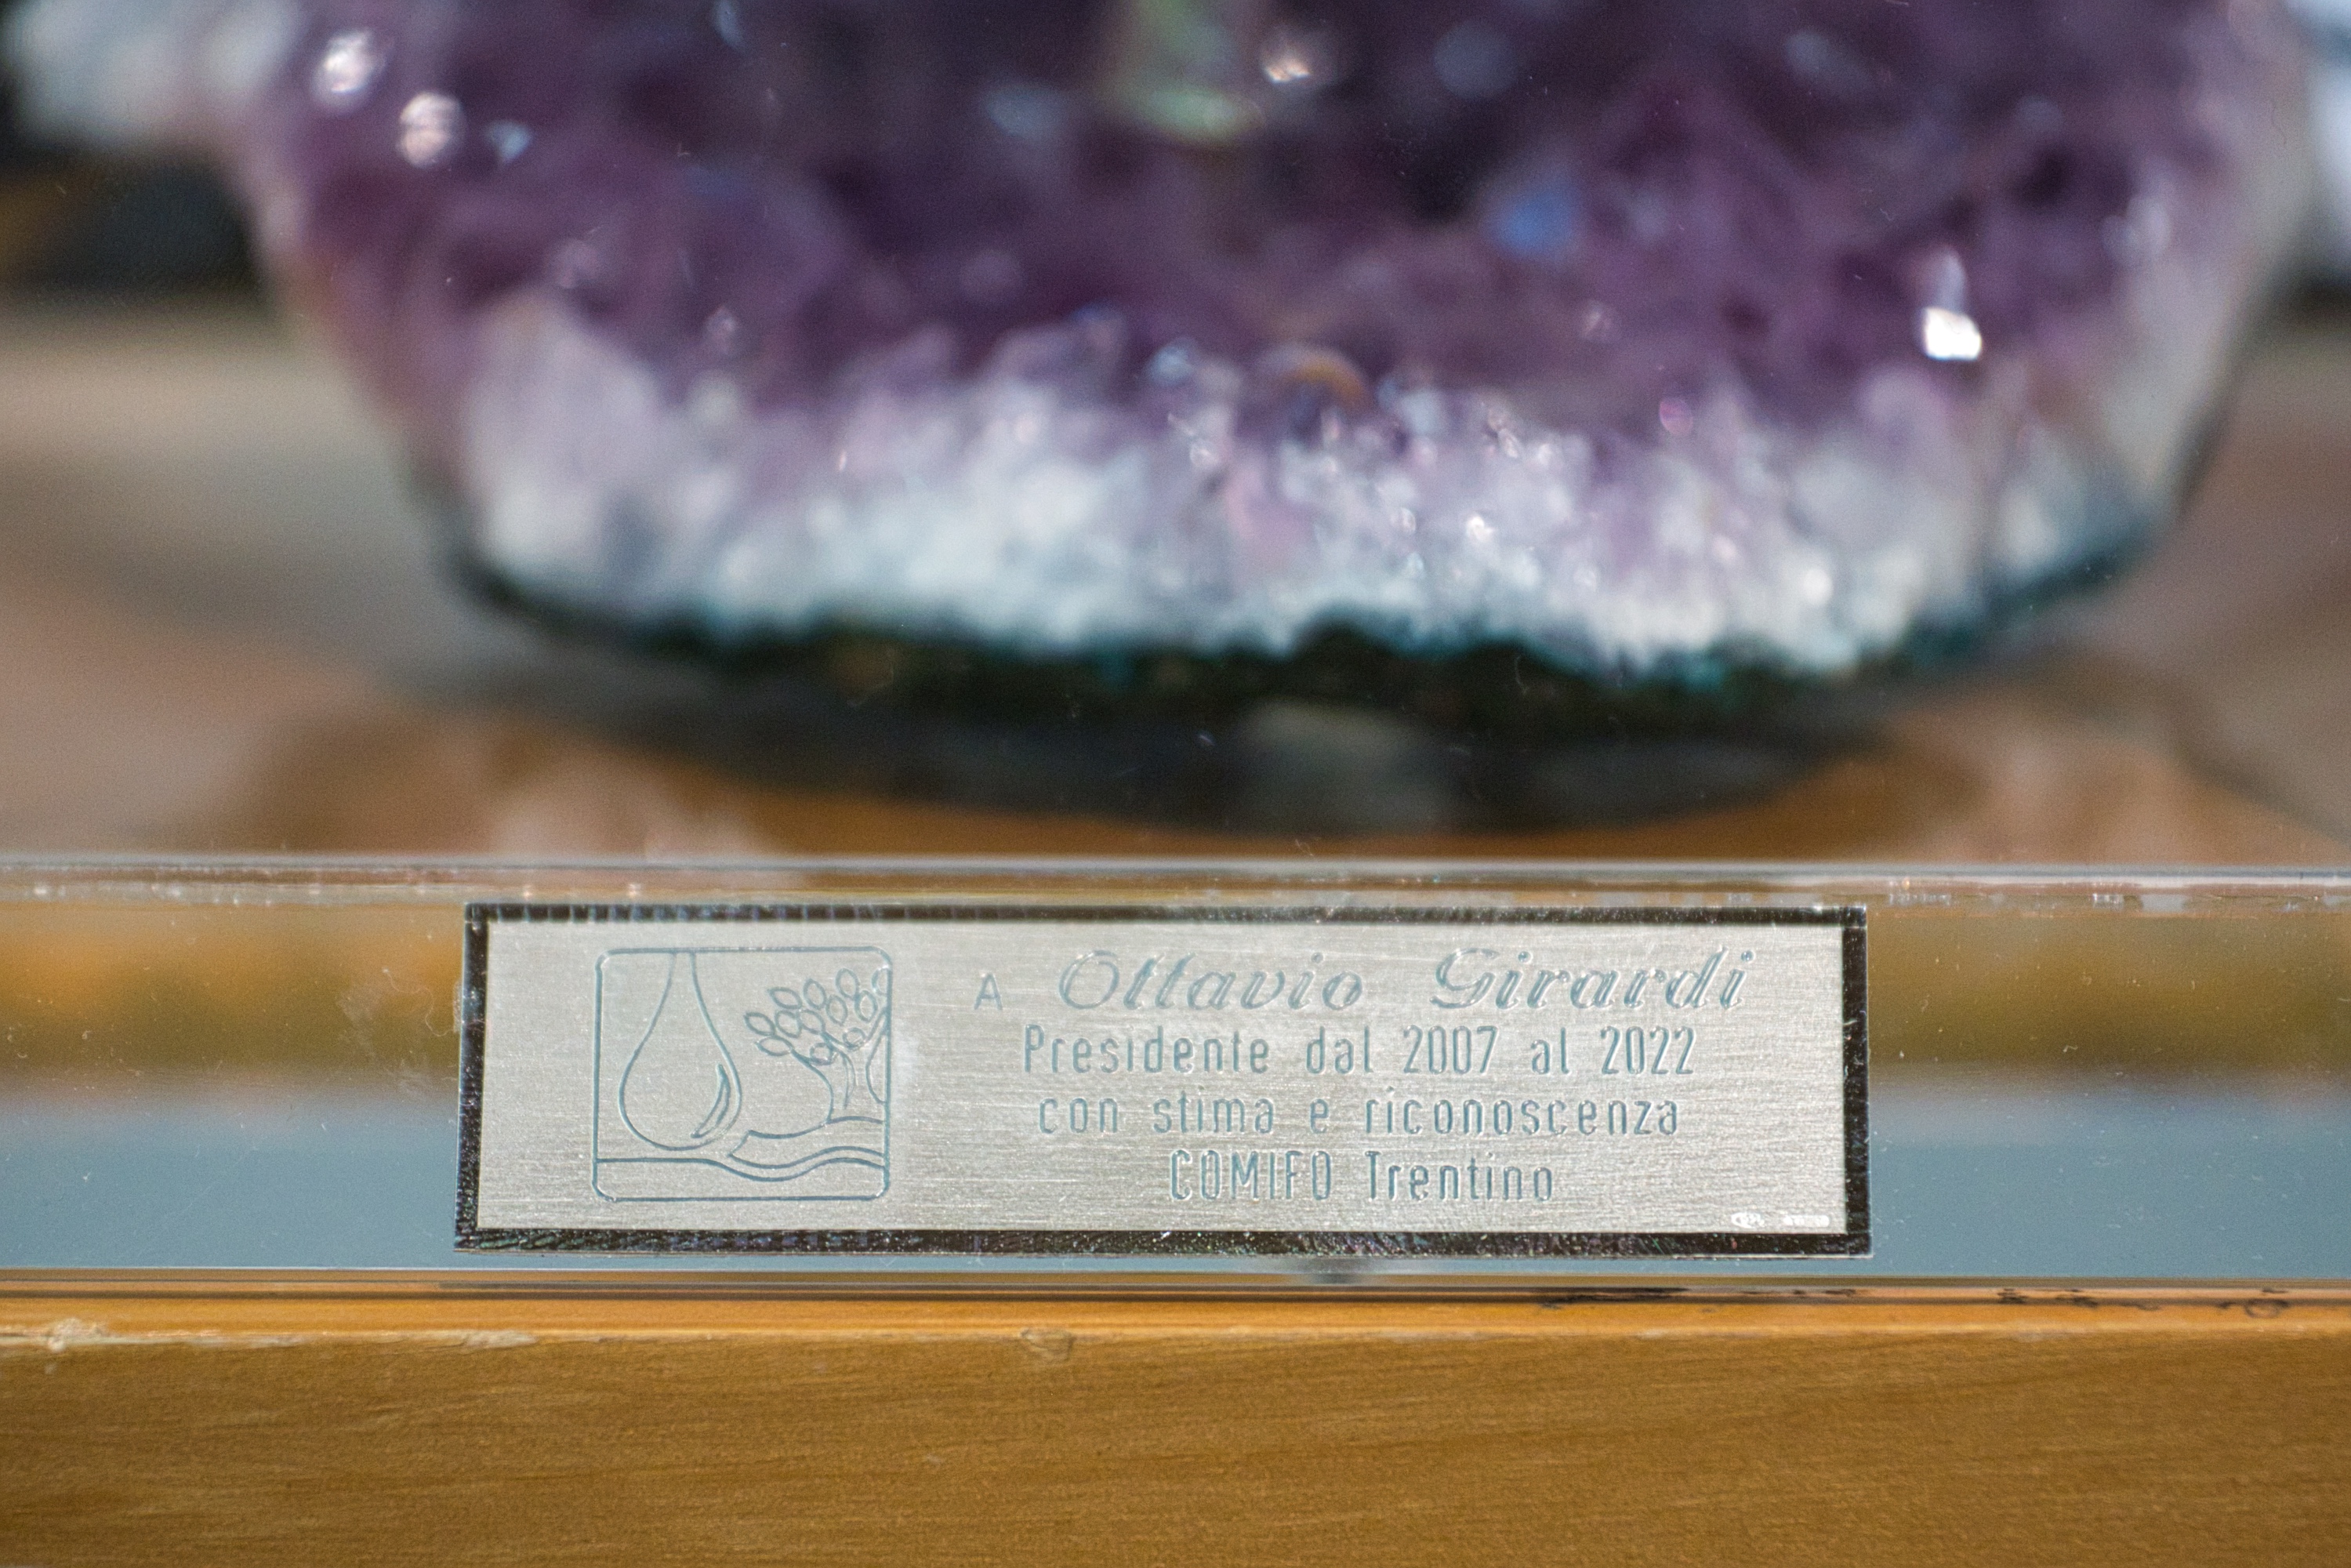 A Ottavio Girardi
Presidente dal 2007 al 2022
con stima e riconoscenza
COMIFO Trentino